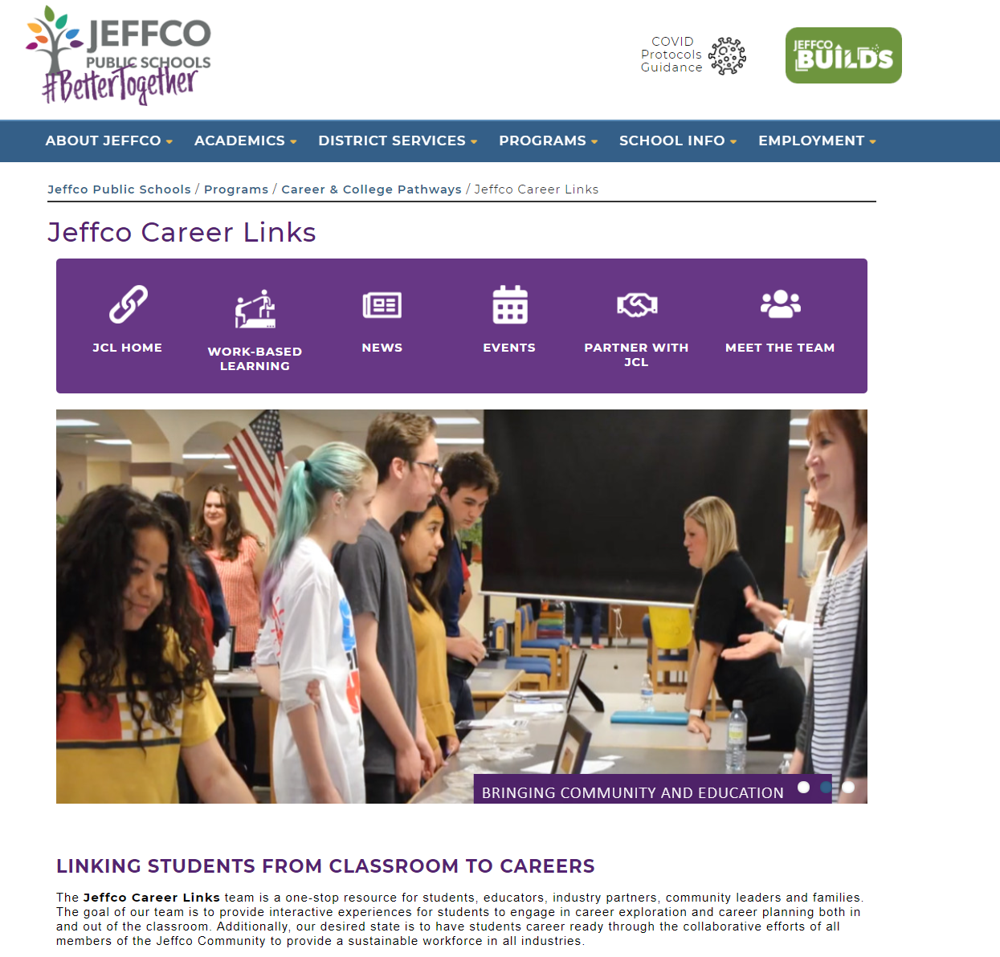 JEFFCO
PUBLIC SCHOOLS
#BetterTogether
COVID
Protocols
Guidance
JEFFCO
BUILDS
ABOUT JEFFCO ACADEMICS DISTRICT SERVICES PROGRAMS SCHOOL INFO EMPLOYMENT
Jeffco Public Schools / Programs / Career & College Pathways / Jeffco Career Links
Jeffco Career Links
JCL HOME
WORK-BASED
LEARNING
NEWS
EVENTS
PARTNER WITH
JCL
MEET THE TEAM
BRINGING COMMUNITY AND EDUCATION
LINKING STUDENTS FROM CLASSROOM TO CAREERS
The Jeffco Career Links team is a one-stop resource for students, educators, industry partners, community leaders and families.
The goal of our team is to provide interactive experiences for students to engage in career exploration and career planning both in
and out of the classroom. Additionally, our desired state is to have students career ready through the collaborative efforts of all
members of the Jeffco Community to provide a sustainable workforce in all industries.